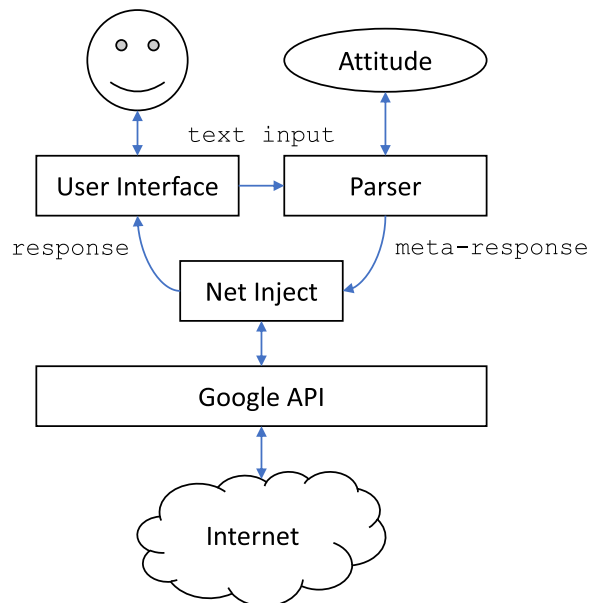 Attitude
text input
User Interface
Parser
response
meta-response
Net Inject
Google API
Internet